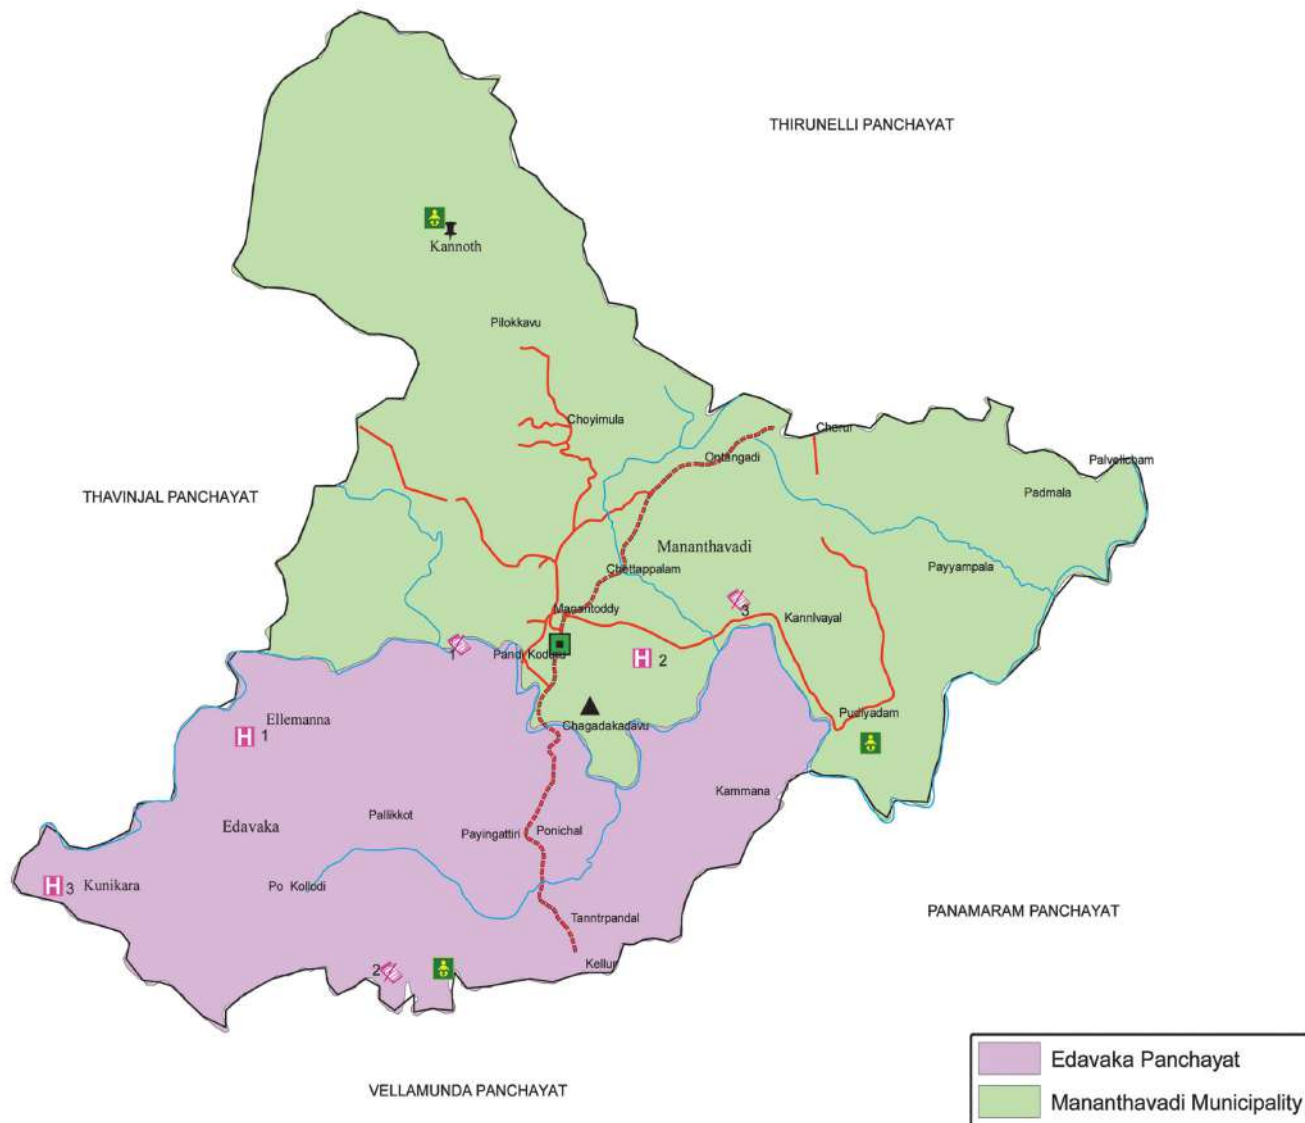 THIRUNELLI PANCHAYAT
Kannoth
Pilokkavu
Choyimula
Cherur
Ontangadi
Palvelicham
THAVINJAL PANCHAYAT
Padmala
Mananthavadi
Chettappalam
Payyampala
Manantoddy
3
Kannivayal
1
Pandi Kodulu
H 2
Ellemanna
H 1
Chagadakadavu
Pudiyadam
Kammana
Pallikkot
Edavaka
Payingattiri
Ponichal
H 3
Kunikara
Po Kollodi
PANAMARAM PANCHAYAT
Tanntrpandal
Kellur
2
VELLAMUNDA PANCHAYAT
Edavaka Panchayat
Mananthavadi Municipality